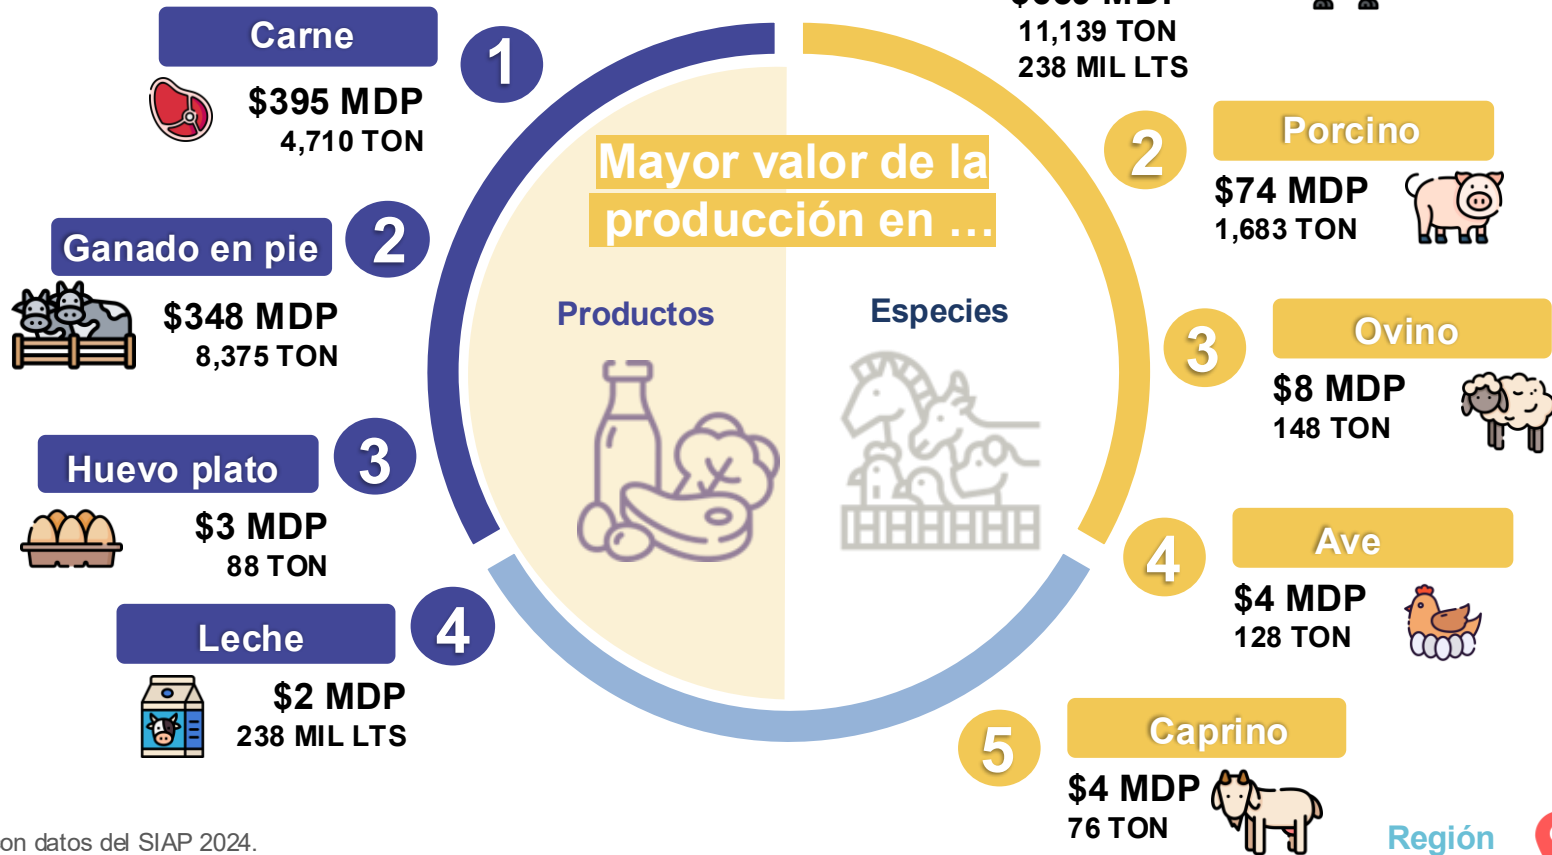 Carne
1
$395 MDP
4,710 TON
Ganado en pie
2
$348 MDP
8,375 TON
Huevo plato
3
$3 MDP
88 TON
Leche
4
$2 MDP
238 MIL LTS
Mayor valor de la
producción en ...
Productos
Especies
11,139 TON
238 MIL LTS
2
Porcino
$74 MDP
1,683 TON
3
Ovino
$8 MDP
148 TON
4
Ave
$4 MDP
128 TON
5
Caprino
$4 MDP
76 TON
on datos del SIAP 2024.
Región